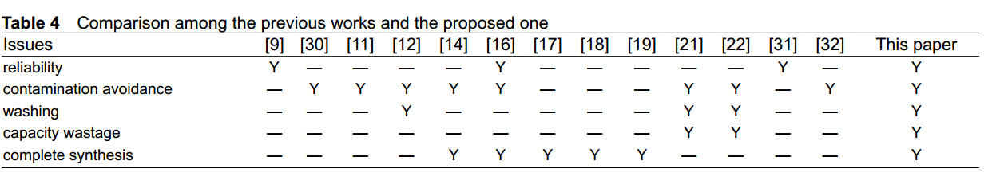 Table 4 Comparison among the previous works and the proposed one
Issues [9] [30] [11] [12] [14] [16] [17] [18] [19] [21] [22] [31] [32] This paper
reliability Y — — — — Y — — — — — Y — Y
contamination avoidance — Y Y Y Y Y — — — Y Y — Y Y
washing — — — Y — — — — — Y Y — — Y
capacity wastage — — — — — — — — — Y Y — — Y
complete synthesis — — — — Y Y Y Y Y — — — — Y